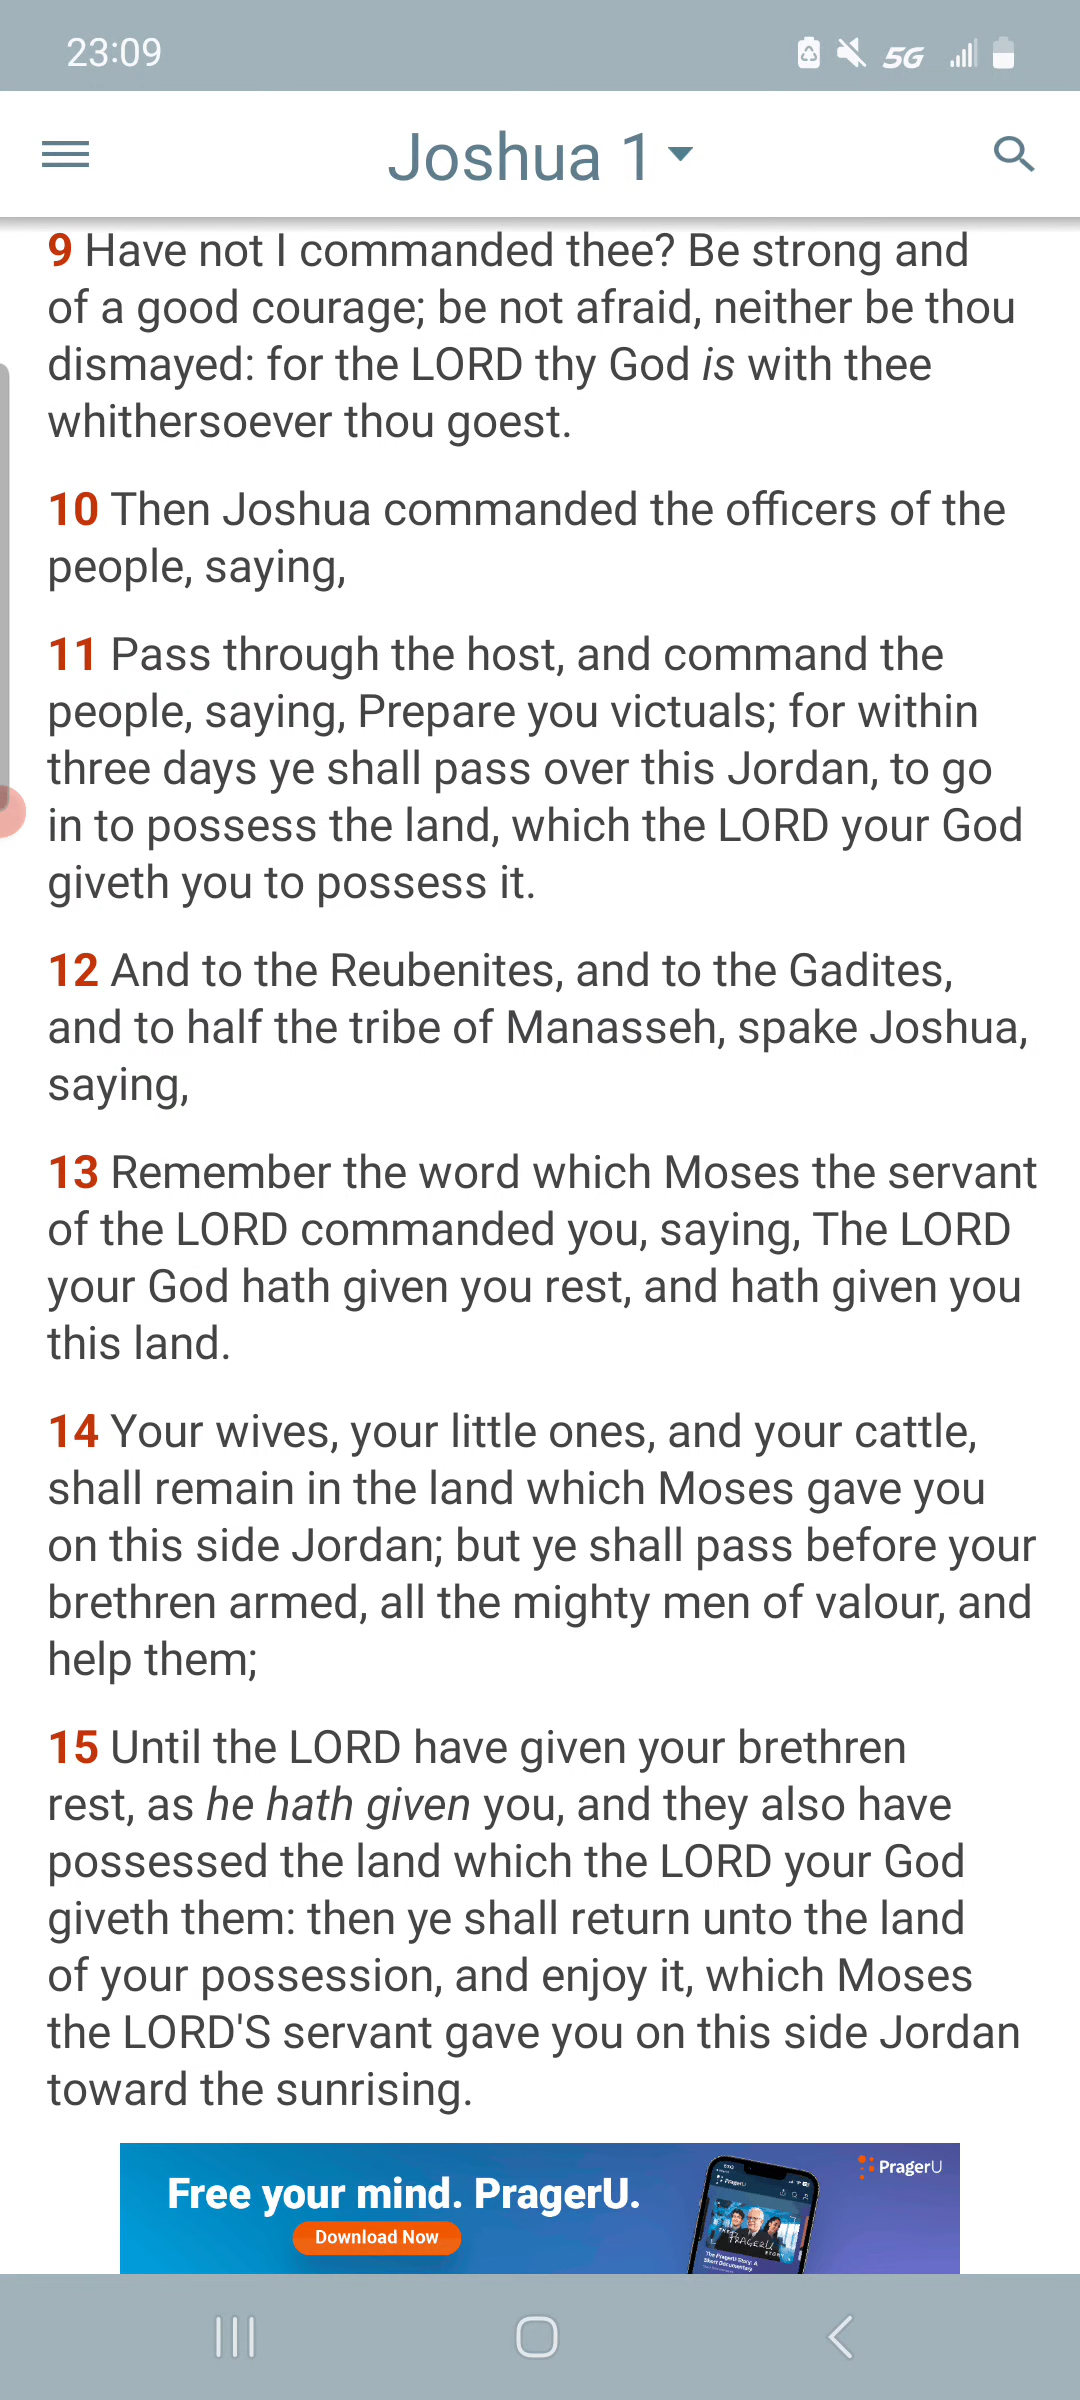 23:09
5G
Joshua 1
9 Have not I commanded thee? Be strong and
of a good courage; be not afraid, neither be thou
dismayed: for the LORD thy God is with thee
whithersoever thou goest.
10 Then Joshua commanded the officers of the
people, saying,
11 Pass through the host, and command the
people, saying, Prepare you victuals; for within
three days ye shall pass over this Jordan, to go
in to possess the land, which the LORD your God
giveth you to possess it.
12 And to the Reubenites, and to the Gadites,
and to half the tribe of Manasseh, spake Joshua,
saying,
13 Remember the word which Moses the servant
of the LORD commanded you, saying, The LORD
your God hath given you rest, and hath given you
this land.
14 Your wives, your little ones, and your cattle,
shall remain in the land which Moses gave you
on this side Jordan; but ye shall pass before your
brethren armed, all the mighty men of valour, and
help them;
15 Until the LORD have given your brethren
rest, as he hath given you, and they also have
possessed the land which the LORD your God
giveth them: then ye shall return unto the land
of your possession, and enjoy it, which Moses
the LORD'S servant gave you on this side Jordan
toward the sunrising.
Free your mind. PragerU.
Download Now
PragerU
PragerU
THE
PRAGERU
STORY
The PragerU Story: A
Short Documentary